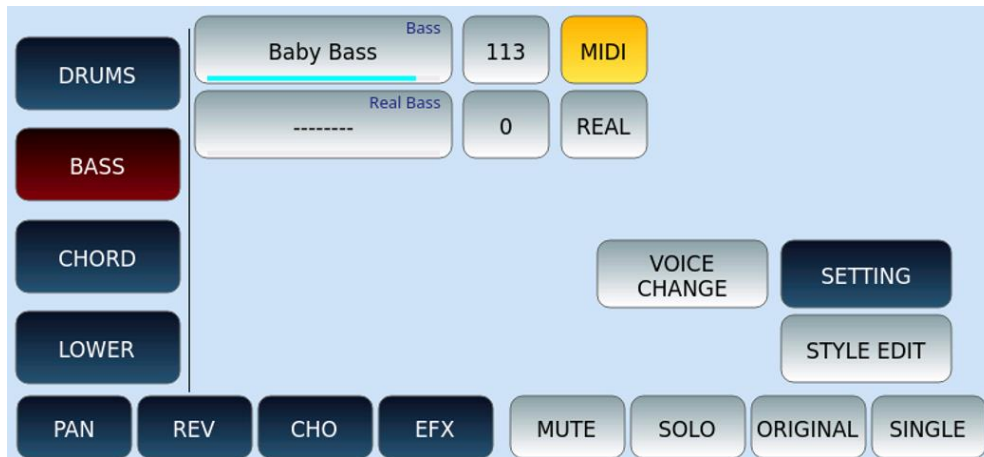 DRUMS
BASS
CHORD
LOWER
Bass
Baby Bass
113
MIDI
Real Bass
--------
0
REAL
VOICE
CHANGE
SETTING
STYLE EDIT
PAN
REV
CHO
EFX
MUTE
SOLO
ORIGINAL
SINGLE